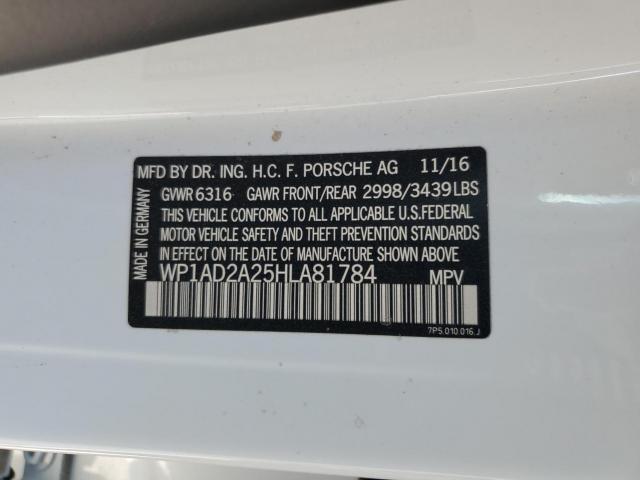 MFD BY DR. ING. H.C. F. PORSCHE AG 11/16
GVWR 6316 GAWR FRONT/REAR 2998/3439 LBS
THIS VEHICLE CONFORMS TO ALL APPLICABLE U.S.FEDERAL
MOTOR VEHICLE SAFETY AND THEFT PREVENTION STANDARDS
IN EFFECT ON THE DATE OF MANUFACTURE SHOWN ABOVE
WP1AD2A25HLA81784 MPV
7P5.010.016.J
MADE IN GERMANY